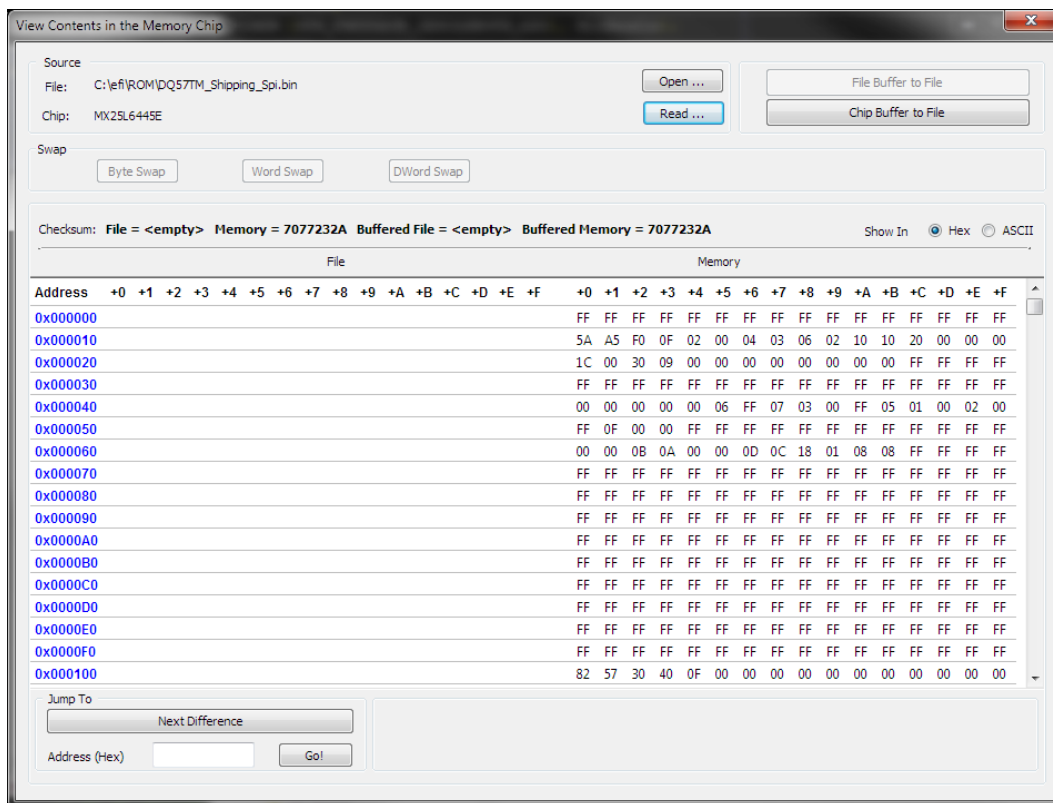 View Contents in the Memory Chip
Source
File: C:\efi\ROM\DQ57TM_Shipping_Spi.bin
Open ...
File Buffer to File
Chip: MX25L6445E
Read ...
Chip Buffer to File
Swap
Byte Swap Word Swap DWord Swap
Checksum: File = <empty> Memory = 7077232A Buffered File = <empty> Buffered Memory = 7077232A
Show In Hex ASCII
File Memory
Address +0 +1 +2 +3 +4 +5 +6 +7 +8 +9 +A +B +C +D +E +F +0 +1 +2 +3 +4 +5 +6 +7 +8 +9 +A +B +C +D +E +F
0x000000 FF FF FF FF FF FF FF FF FF FF FF FF FF FF FF FF
0x000010 5A A5 F0 0F 02 00 04 03 06 02 10 10 20 00 00 00
0x000020 1C 00 30 09 00 00 00 00 00 00 00 00 FF FF FF FF
0x000030 FF FF FF FF FF FF FF FF FF FF FF FF FF FF FF FF
0x000040 00 00 00 00 00 06 FF 07 03 00 FF 05 01 00 02 00
0x000050 FF 0F 00 00 FF FF FF FF FF FF FF FF FF FF FF FF
0x000060 00 00 0B 0A 00 00 0D 0C 18 01 08 08 FF FF FF FF
0x000070 FF FF FF FF FF FF FF FF FF FF FF FF FF FF FF FF
0x000080 FF FF FF FF FF FF FF FF FF FF FF FF FF FF FF FF
0x000090 FF FF FF FF FF FF FF FF FF FF FF FF FF FF FF FF
0x0000A0 FF FF FF FF FF FF FF FF FF FF FF FF FF FF FF FF
0x0000B0 FF FF FF FF FF FF FF FF FF FF FF FF FF FF FF FF
0x0000C0 FF FF FF FF FF FF FF FF FF FF FF FF FF FF FF FF
0x0000D0 FF FF FF FF FF FF FF FF FF FF FF FF FF FF FF FF
0x0000E0 FF FF FF FF FF FF FF FF FF FF FF FF FF FF FF FF
0x0000F0 FF FF FF FF FF FF FF FF FF FF FF FF FF FF FF FF
0x000100 82 57 30 40 0F 00 00 00 00 00 00 00 00 00 00 00
Jump To
Next Difference
Address (Hex) Go!